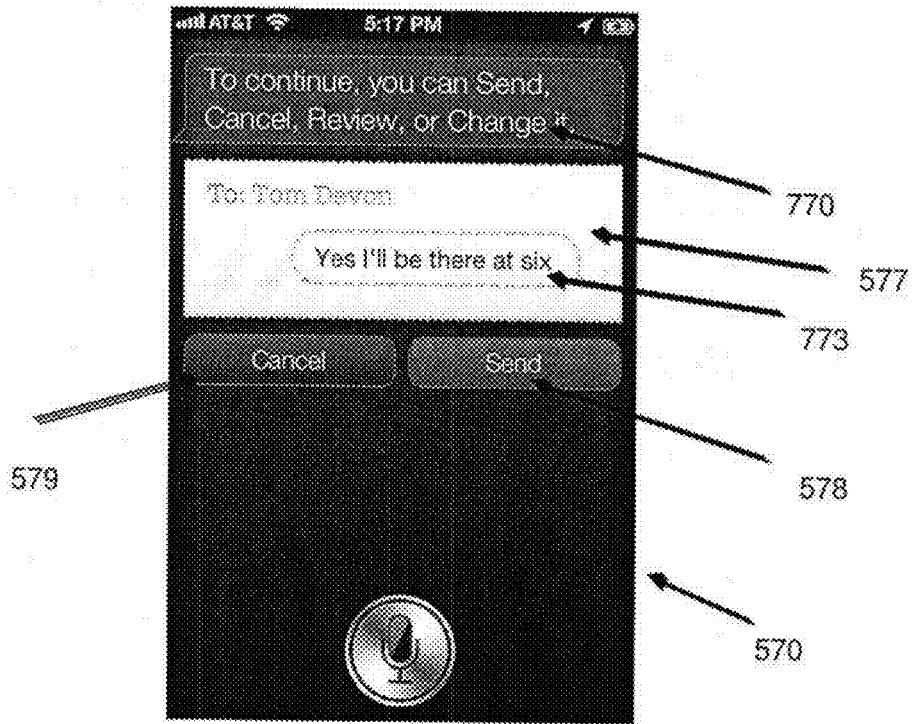 AT&T 5:17 PM
To continue, you can Send,
Cancel, Review, or Change it.
770
To: Tom Devon
577
Yes I'll be there at six
773
Cancel Send
579
578
570